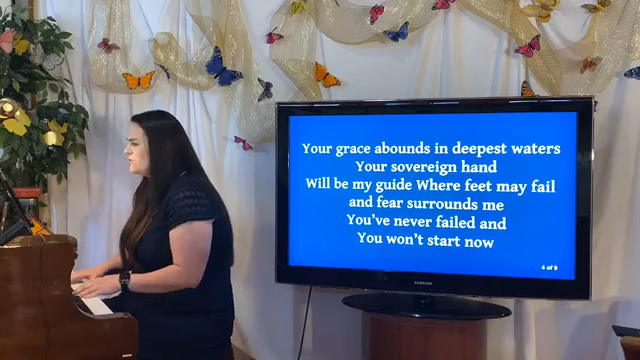 Your grace abounds in deepest waters
Your sovereign hand
Will be my guide Where feet may fail
and fear surrounds me
You've never failed and
You won't start now
4 of 9
SAMSUNG